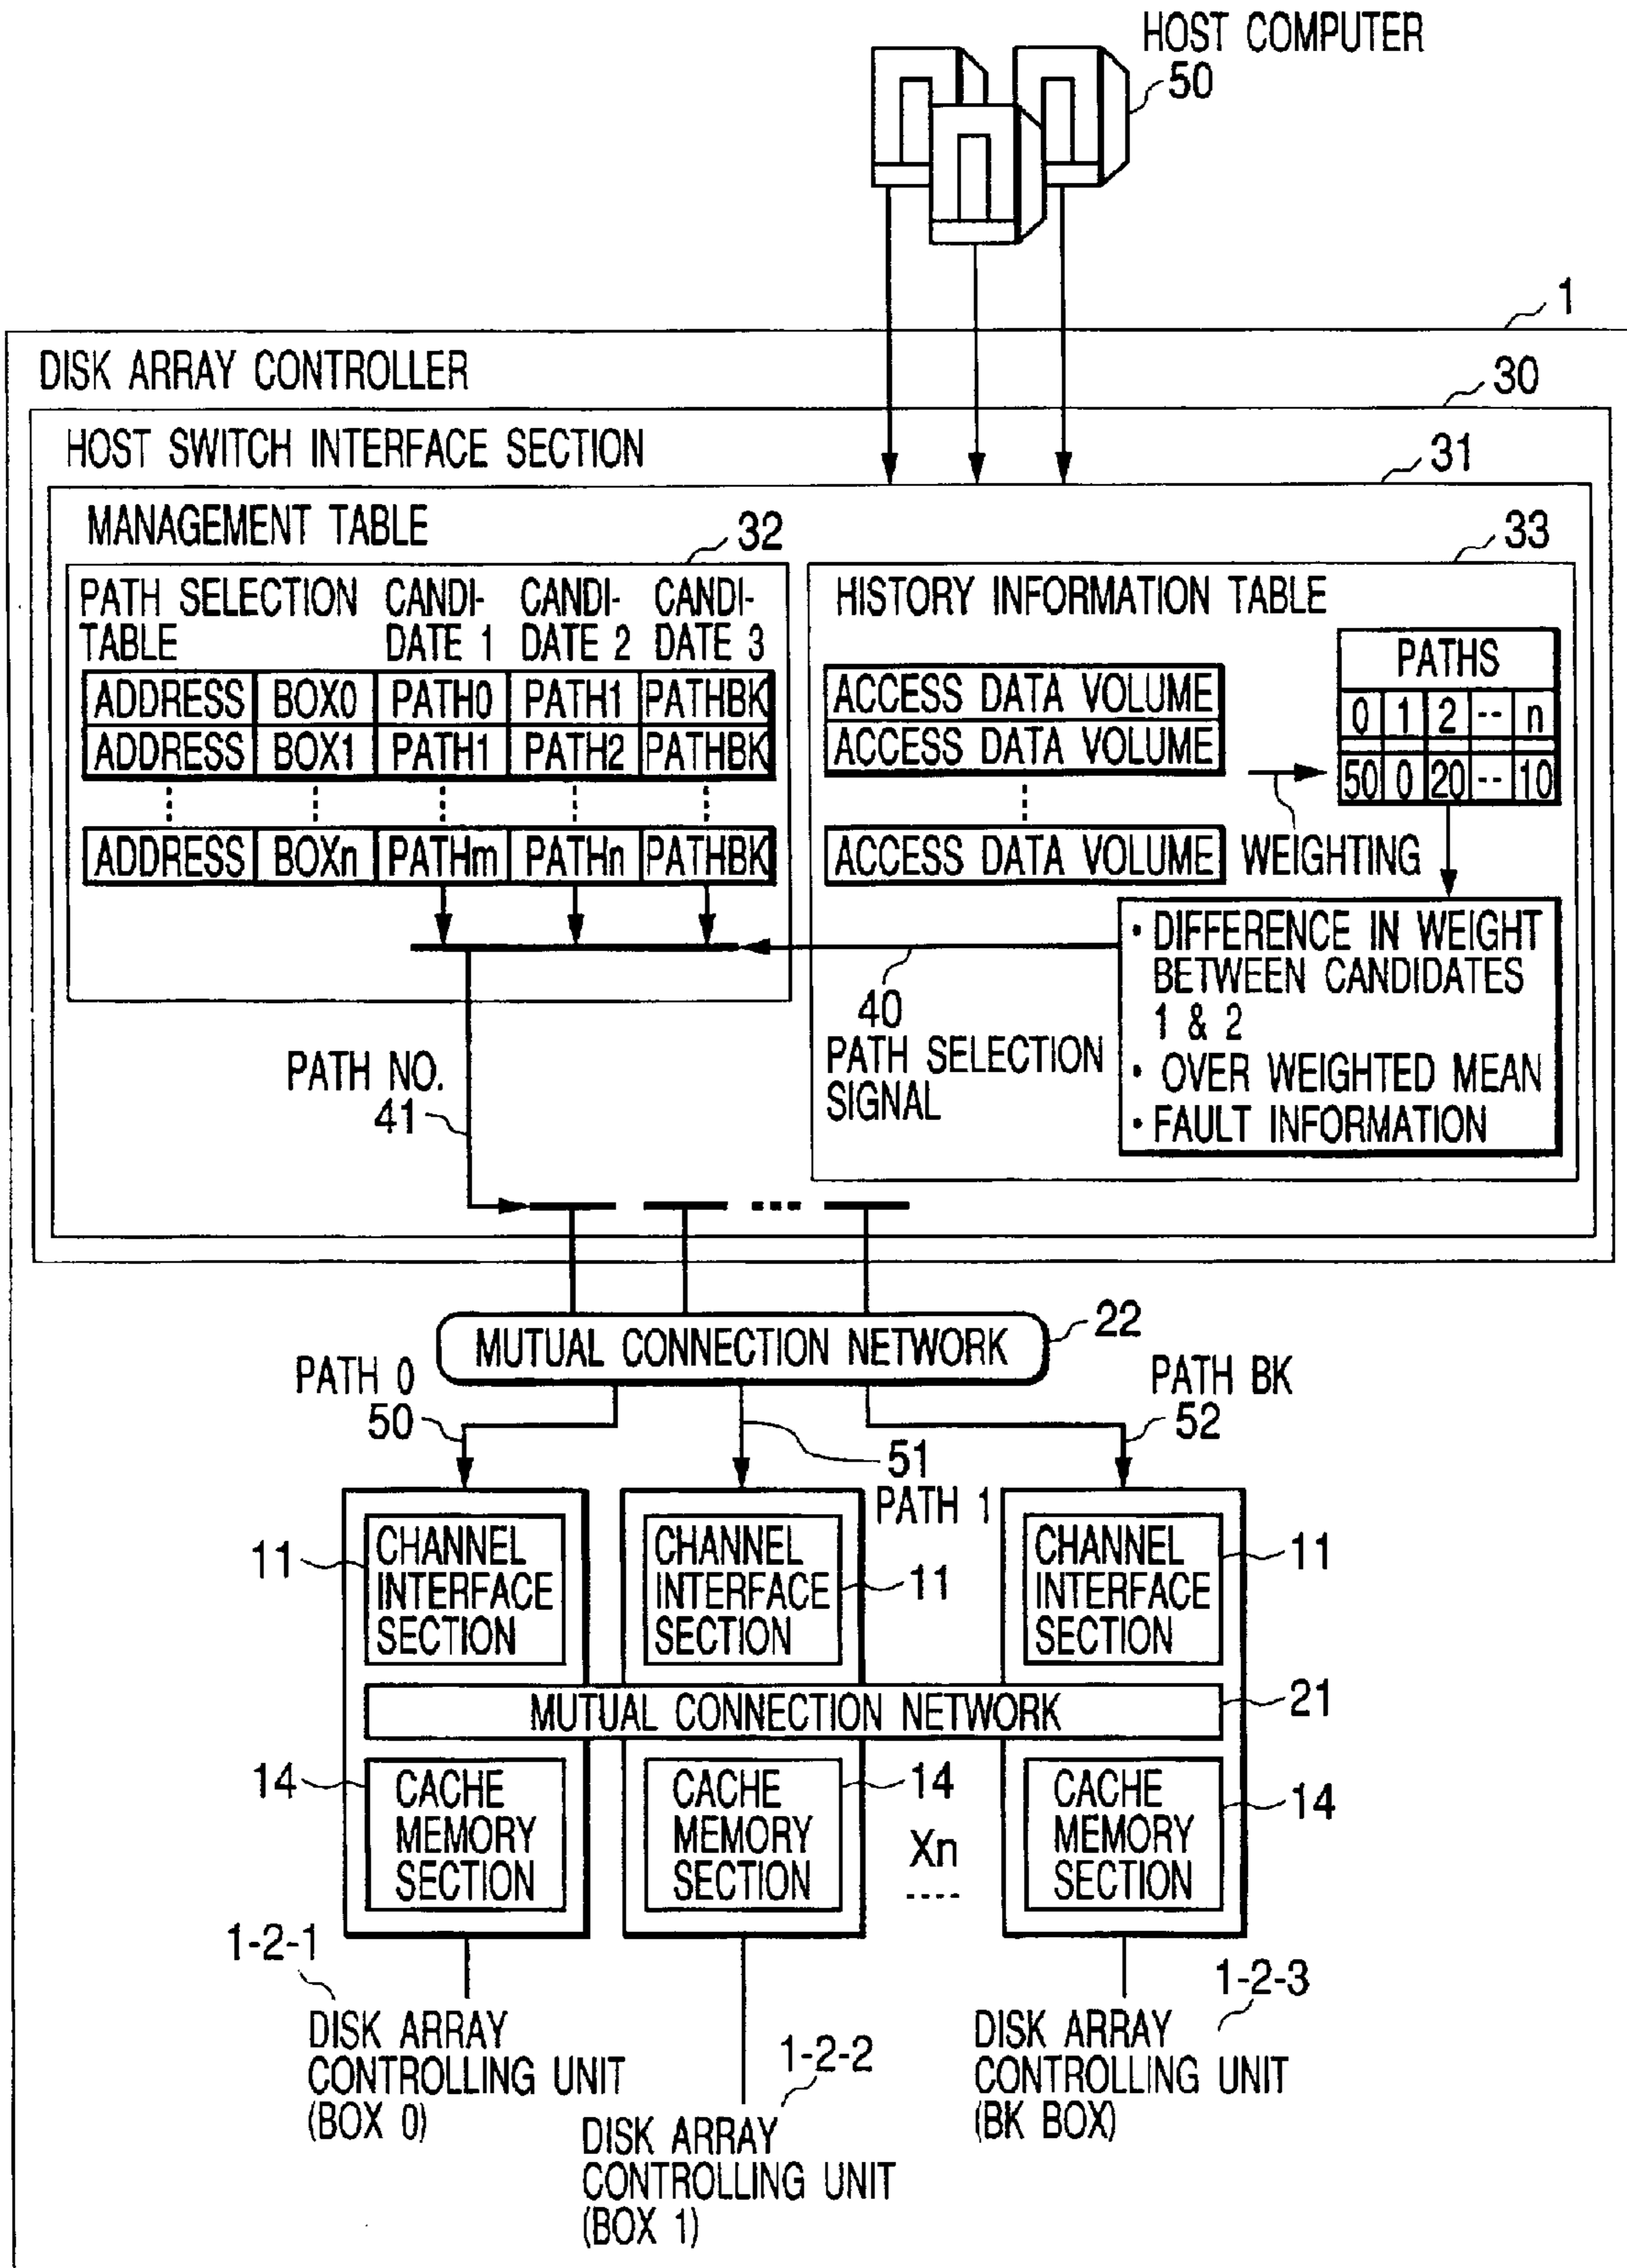 HOST COMPUTER
50
1
DISK ARRAY CONTROLLER
30
HOST SWITCH INTERFACE SECTION
31
MANAGEMENT TABLE
32
33
PATH SELECTION TABLE
CANDI-DATE 1
CANDI-DATE 2
CANDI-DATE 3
ADDRESS BOX0 PATH0 PATH1 PATHBK
ADDRESS BOX1 PATH1 PATH2 PATHBK
ADDRESS BOXn PATHm PATHn PATHBK
HISTORY INFORMATION TABLE
ACCESS DATA VOLUME
ACCESS DATA VOLUME
ACCESS DATA VOLUME
PATHS
0 1 2 -- n
50 0 20 -- 10
WEIGHTING
• DIFFERENCE IN WEIGHT
BETWEEN CANDIDATES
1 & 2
• OVER WEIGHTED MEAN
• FAULT INFORMATION
40
PATH SELECTION
SIGNAL
PATH NO.
41
MUTUAL CONNECTION NETWORK
22
PATH 0
50
51
PATH 1
PATH BK
52
CHANNEL
INTERFACE
SECTION
11
CHANNEL
INTERFACE
SECTION
11
CHANNEL
INTERFACE
SECTION
11
MUTUAL CONNECTION NETWORK
21
14
CACHE
MEMORY
SECTION
CACHE
MEMORY
SECTION
14
Xn
CACHE
MEMORY
SECTION
14
1-2-1
DISK ARRAY
CONTROLLING UNIT
(BOX 0)
1-2-2
DISK ARRAY
CONTROLLING UNIT
(BOX 1)
1-2-3
DISK ARRAY
CONTROLLING UNIT
(BK BOX)